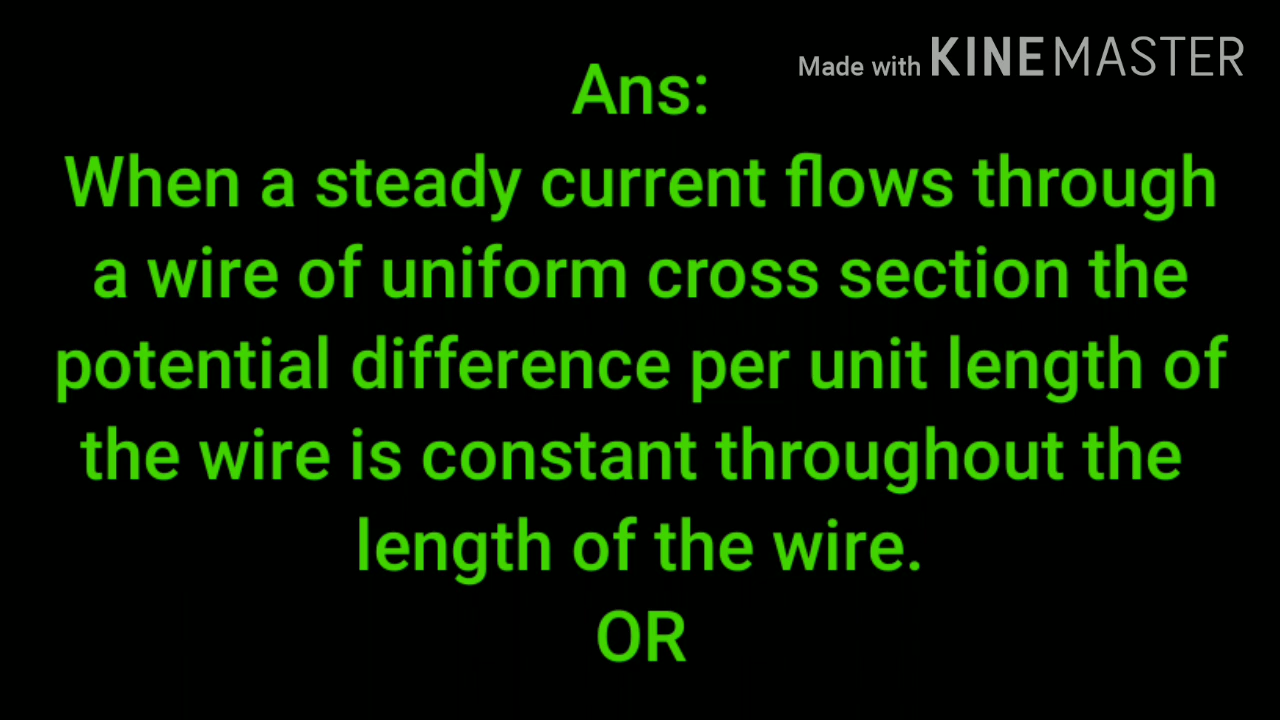 Made with KINEMASTER
Ans:
When a steady current flows through
a wire of uniform cross section the
potential difference per unit length of
the wire is constant throughout the
length of the wire.
OR